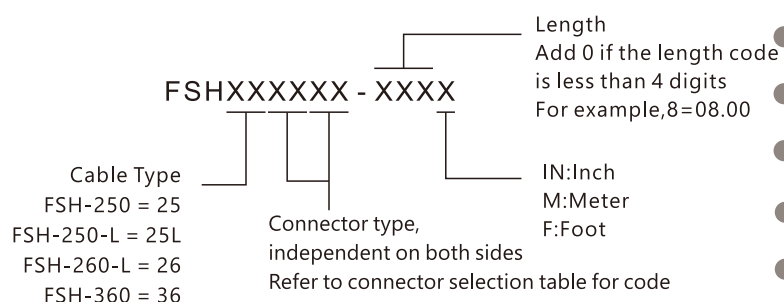 Length
Add 0 if the length code
is less than 4 digits
For example,8=08.00
FSHXXXXXX - XXXX
Cable Type
FSH-250 = 25
FSH-250-L = 25L
FSH-260-L = 26
FSH-360 = 36
Connector type,
independent on both sides
Refer to connector selection table for code
IN:Inch
M:Meter
F:Foot